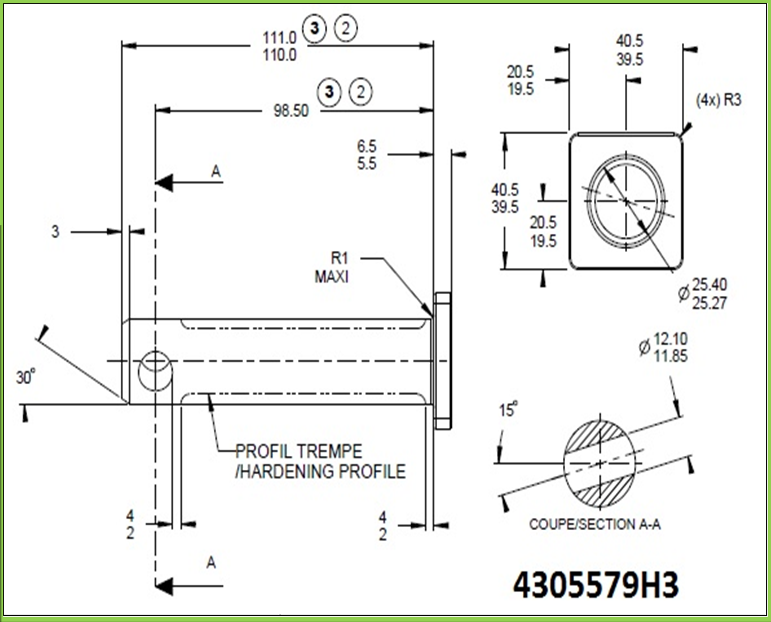 111.0
110.0
3
2
98.50
3
2
6.5
5.5
A
3
R1
MAXI
30°
PROFIL TREMPE
/HARDENING PROFILE
4
2
4
2
A
40.5
39.5
20.5
19.5
(4x) R3
40.5
39.5
20.5
19.5
Ø 25.40
25.27
Ø 12.10
11.85
15°
COUPE/SECTION A-A
4305579H3